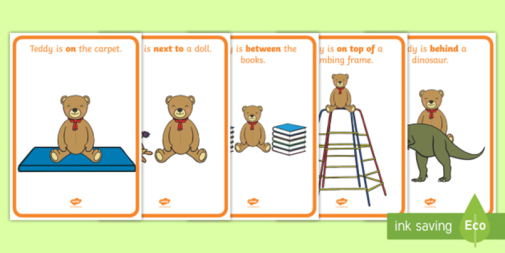 Teddy is on the carpet.
is next to a doll.
is between the
books.
is on top of a
mbing frame.
dy is behind a
dinosaur.
ink saving
Eco